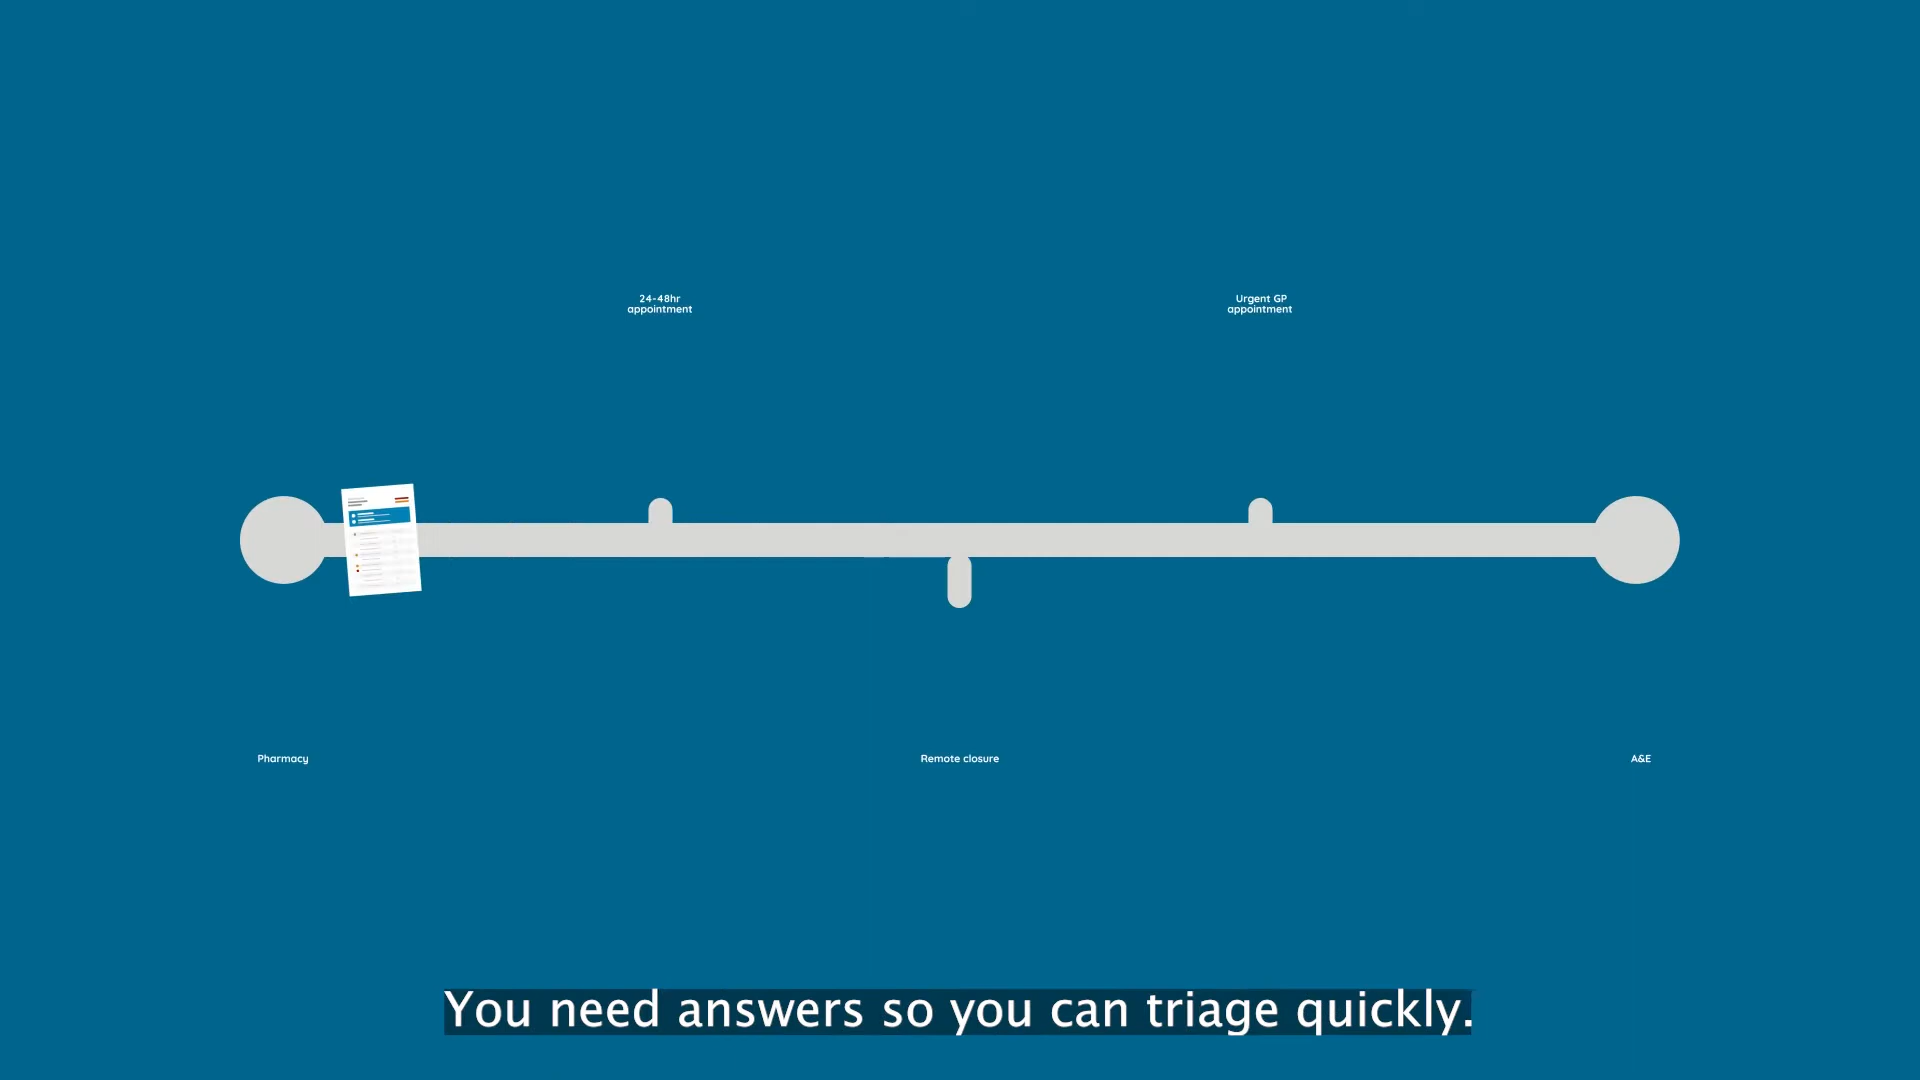 24-48hr
appointment
Urgent GP
appointment
Pharmacy
Remote closure
A&E
You need answers so you can triage quickly.